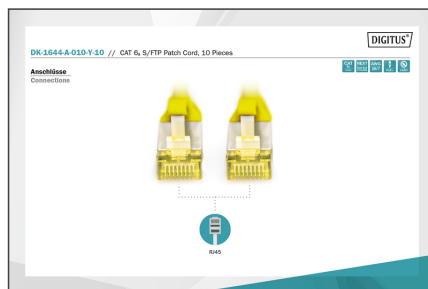 DIGITUS®
DK-1644-A-010-Y-10 // CAT 6A S/FTP Patch Cord, 10 Pieces
Anschlüsse
Connections
RJ45